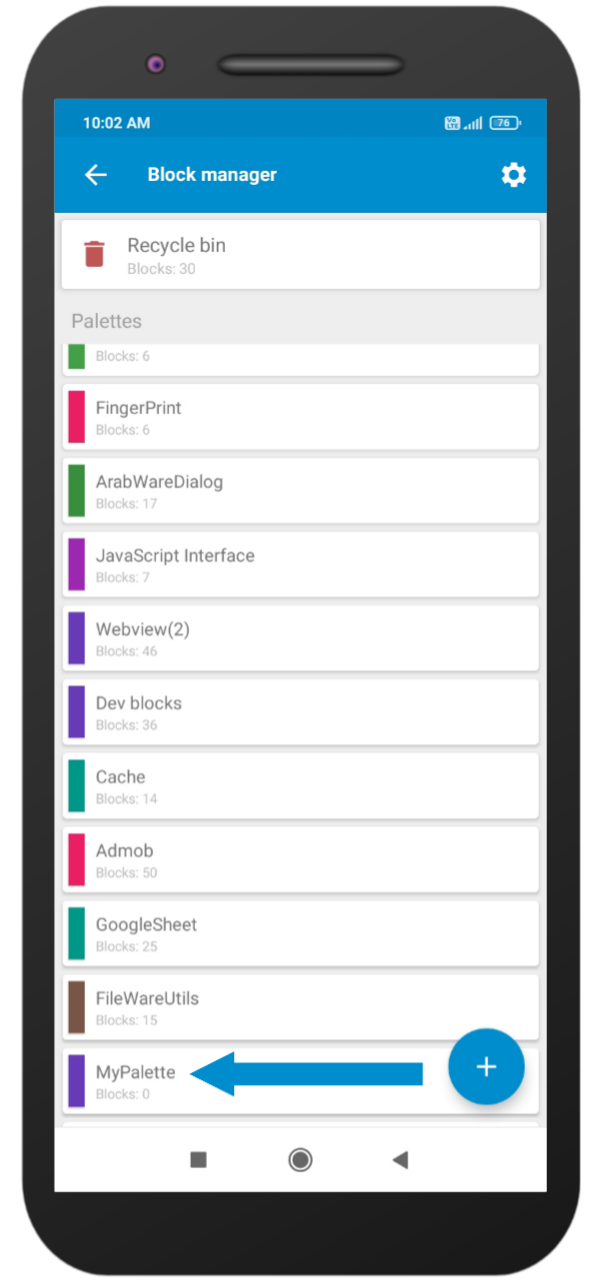 10:02 AM
Vo LTE 76
Block manager
Recycle bin
Blocks: 30
Palettes
Blocks: 6
FingerPrint
Blocks: 6
ArabWareDialog
Blocks: 17
JavaScript Interface
Blocks: 7
Webview(2)
Blocks: 46
Dev blocks
Blocks: 36
Cache
Blocks: 14
Admob
Blocks: 50
GoogleSheet
Blocks: 25
FileWareUtils
Blocks: 15
MyPalette
Blocks: 0